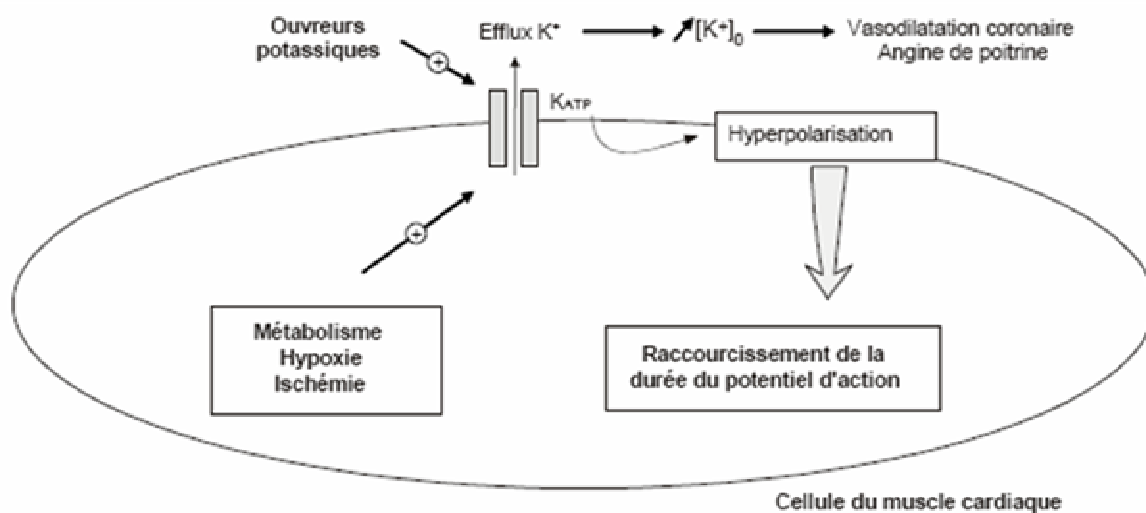 Ouvreurs
potassiques
Efflux K⁺
[K⁺]₀
Vasodilatation coronaire
Angine de poitrine
+
K_ATP
Hyperpolarisation
+
Métabolisme
Hypoxie
Ischémie
Raccourcissement de la
durée du potentiel d'action
Cellule du muscle cardiaque